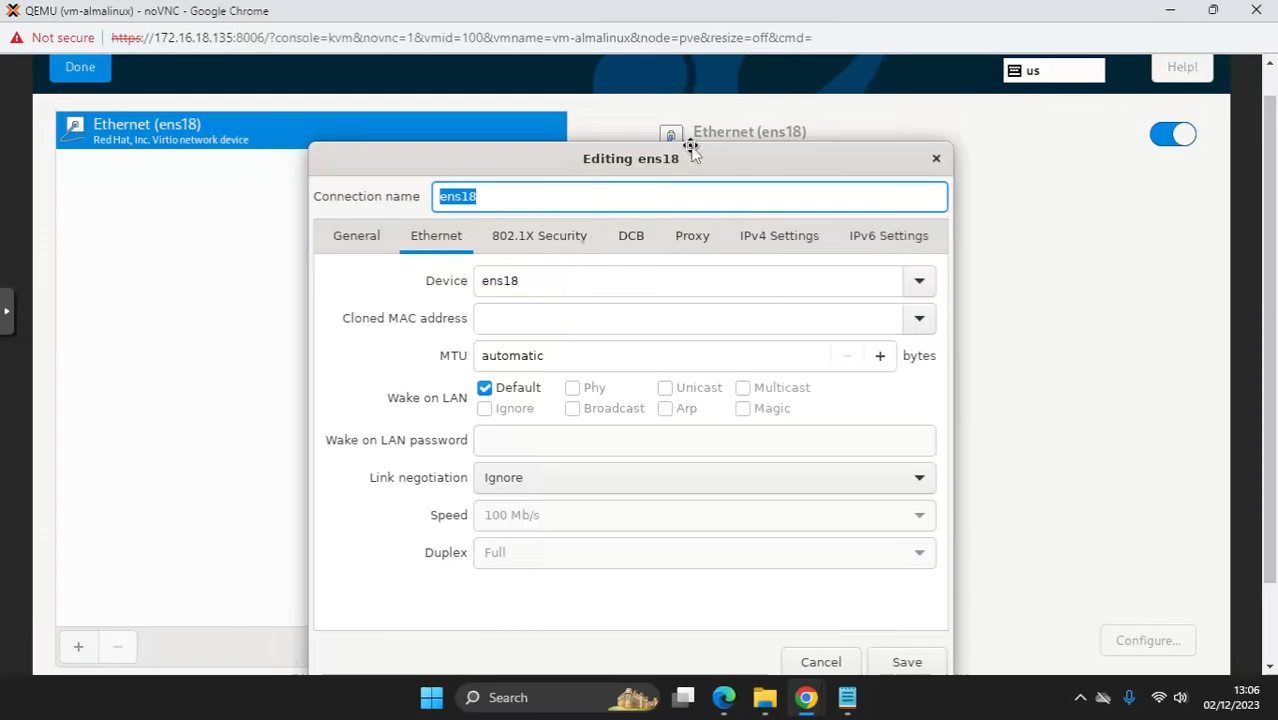 QEMU (vm-almalinux) - noVNC - Google Chrome
Not secure https://172.16.18.135:8006/?console=kvm&novnc=1&vmid=100&vmname=vm-almalinux&node=pve&resize=off&cmd=
Done
us
Help!
Ethernet (ens18)
Red Hat, Inc. Virtio network device
Ethernet (ens18)
Editing ens18
Connection name ens18
General Ethernet 802.1X Security DCB Proxy IPv4 Settings IPv6 Settings
Device ens18
Cloned MAC address
MTU automatic − + bytes
Wake on LAN
Default Phy Unicast Multicast
Ignore Broadcast Arp Magic
Wake on LAN password
Link negotiation Ignore
Speed 100 Mb/s
Duplex Full
+ −
Configure...
Cancel Save
Search
13:06
02/12/2023